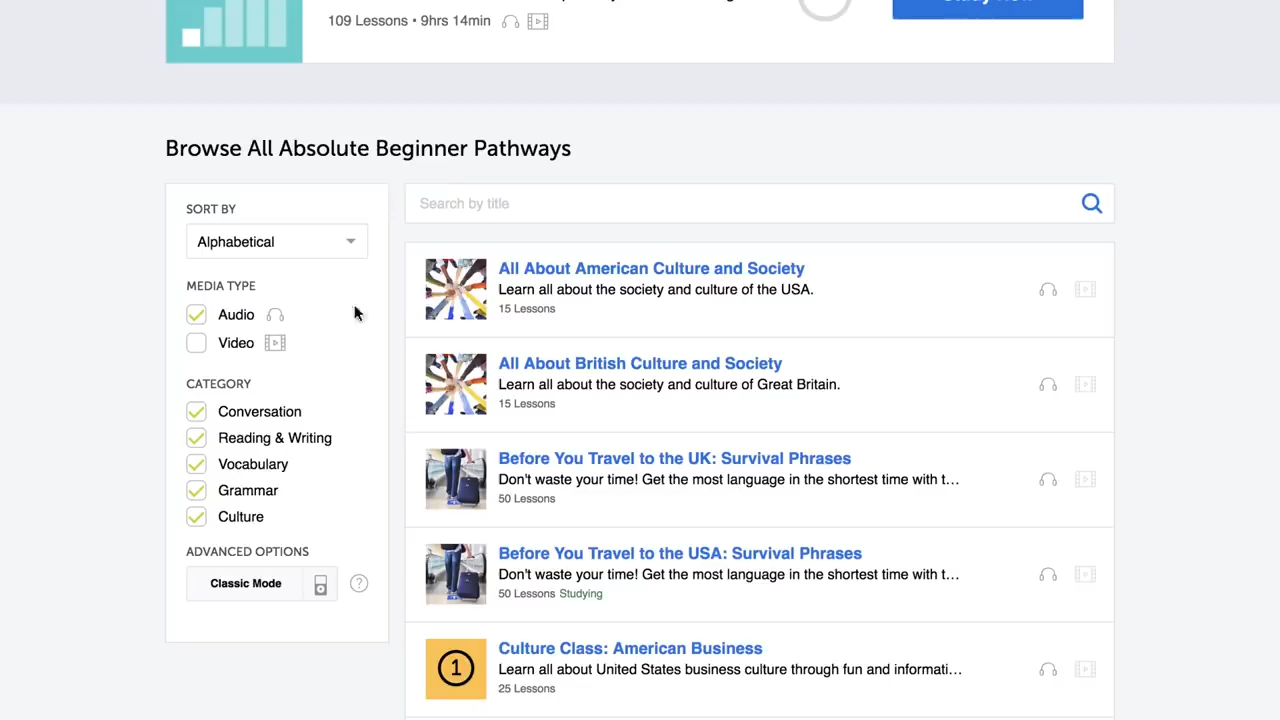 109 Lessons • 9hrs 14min
Browse All Absolute Beginner Pathways
SORT BY
Alphabetical
MEDIA TYPE
Audio
Video
CATEGORY
Conversation
Reading & Writing
Vocabulary
Grammar
Culture
ADVANCED OPTIONS
Classic Mode
?
Search by title
All About American Culture and Society
Learn all about the society and culture of the USA.
15 Lessons
All About British Culture and Society
Learn all about the society and culture of Great Britain.
15 Lessons
Before You Travel to the UK: Survival Phrases
Don't waste your time! Get the most language in the shortest time with t…
50 Lessons
Before You Travel to the USA: Survival Phrases
Don't waste your time! Get the most language in the shortest time with t…
50 Lessons Studying
1
Culture Class: American Business
Learn all about United States business culture through fun and informati…
25 Lessons